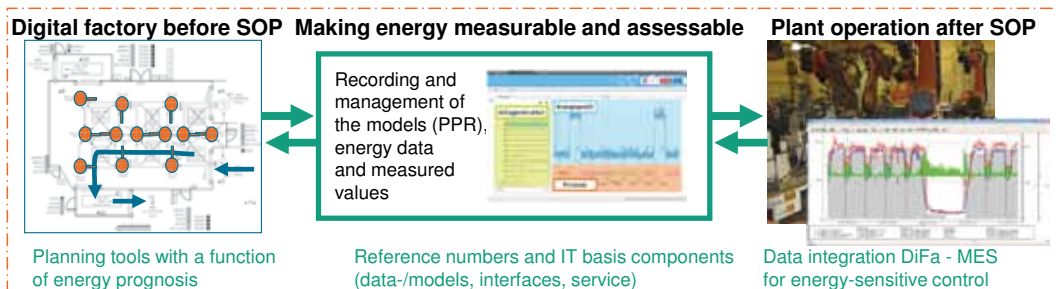 Digital factory before SOP
Making energy measurable and assessable
Plant operation after SOP
Recording and
management of
the models (PPR),
energy data
and measured
values
Planning tools with a function
of energy prognosis
Reference numbers and IT basis components
(data-/models, interfaces, service)
Data integration DiFa - MES
for energy-sensitive control